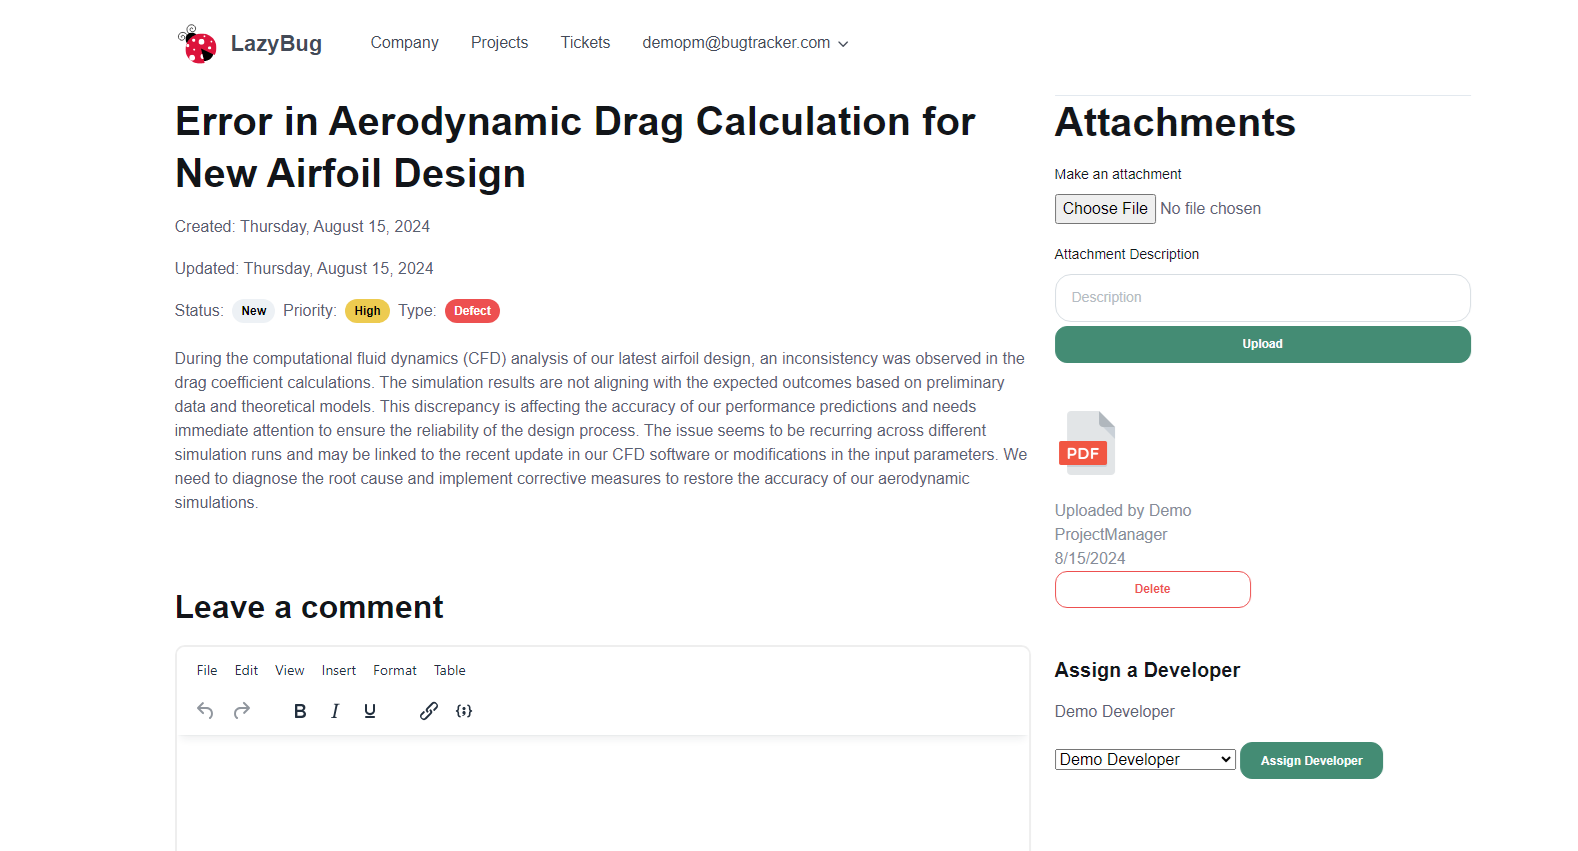 LazyBug
Company
Projects
Tickets
demopm@bugtracker.com
Error in Aerodynamic Drag Calculation for
New Airfoil Design
Created: Thursday, August 15, 2024
Updated: Thursday, August 15, 2024
Status: New Priority: High Type: Defect
During the computational fluid dynamics (CFD) analysis of our latest airfoil design, an inconsistency was observed in the
drag coefficient calculations. The simulation results are not aligning with the expected outcomes based on preliminary
data and theoretical models. This discrepancy is affecting the accuracy of our performance predictions and needs
immediate attention to ensure the reliability of the design process. The issue seems to be recurring across different
simulation runs and may be linked to the recent update in our CFD software or modifications in the input parameters. We
need to diagnose the root cause and implement corrective measures to restore the accuracy of our aerodynamic
simulations.
Leave a comment
File Edit View Insert Format Table
B I U
Attachments
Make an attachment
Choose File No file chosen
Attachment Description
Description
Upload
PDF
Uploaded by Demo
ProjectManager
8/15/2024
Delete
Assign a Developer
Demo Developer
Demo Developer
Assign Developer